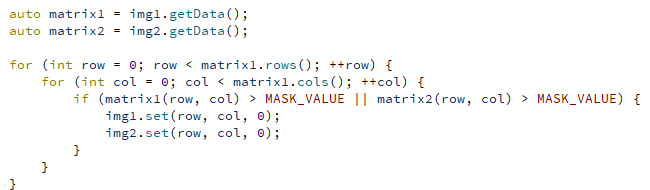 auto matrix1 = img1.getData();
auto matrix2 = img2.getData();

for (int row = 0; row < matrix1.rows(); ++row) {
    for (int col = 0; col < matrix1.cols(); ++col) {
        if (matrix1(row, col) > MASK_VALUE || matrix2(row, col) > MASK_VALUE) {
            img1.set(row, col, 0);
            img2.set(row, col, 0);
        }
    }
}